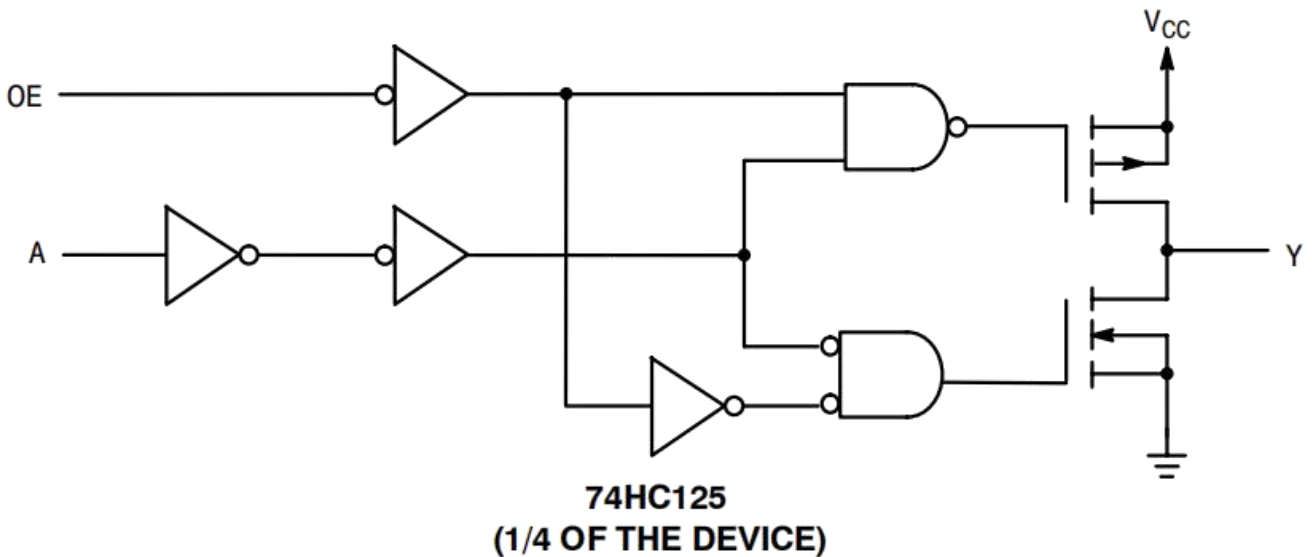 V_CC
OE
A
Y
74HC125
(1/4 OF THE DEVICE)